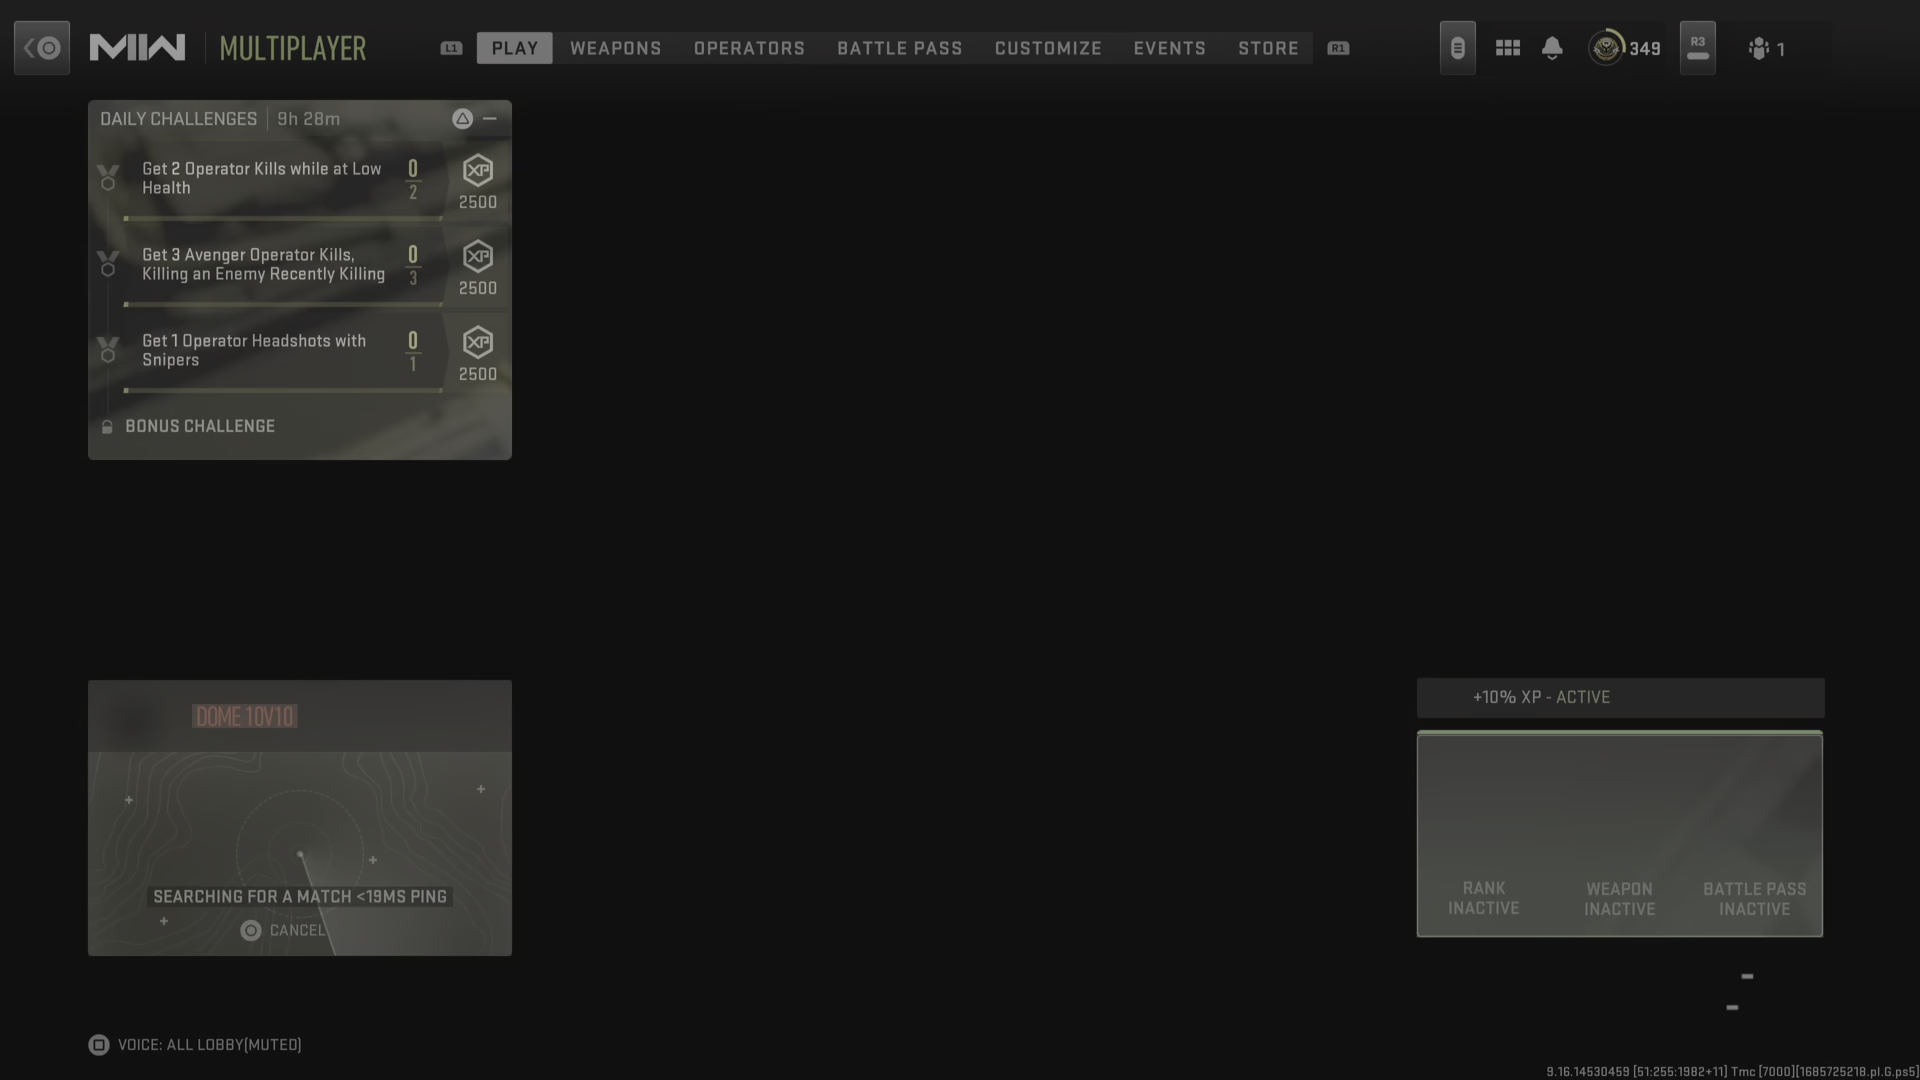 MW MULTIPLAYER L1 PLAY WEAPONS OPERATORS BATTLE PASS CUSTOMIZE EVENTS STORE R1 349 R3 1
DAILY CHALLENGES 9h 28m
Get 2 Operator Kills while at Low
Health
0
2
XP
2500
Get 3 Avenger Operator Kills,
Killing an Enemy Recently Killing
0
3
XP
2500
Get 1 Operator Headshots with
Snipers
0
1
XP
2500
BONUS CHALLENGE
DOME 10V10
SEARCHING FOR A MATCH <19MS PING
CANCEL
+10% XP - ACTIVE
RANK
INACTIVE
WEAPON
INACTIVE
BATTLE PASS
INACTIVE
VOICE: ALL LOBBY(MUTED)
9.16.14530459 [51:255:1982+11] Tmc [7000][1685725218.pl.G.ps5]